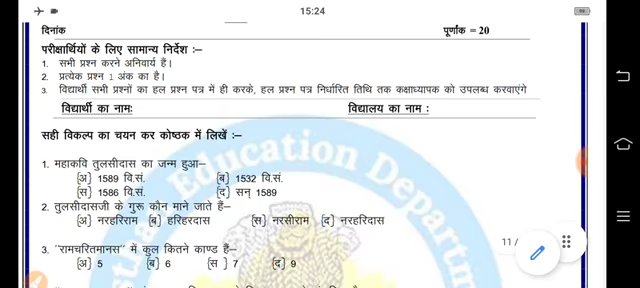 15:24
59
दिनांक पूर्णांक = 20
परीक्षार्थियों के लिए सामान्य निर्देश :–
1. सभी प्रश्न करने अनिवार्य हैं।
2. प्रत्येक प्रश्न 1 अंक का है।
3. विद्यार्थी सभी प्रश्नों का हल प्रश्न पत्र में ही करके, हल प्रश्न पत्र निर्धारित तिथि तक कक्षाध्यापक को उपलब्ध करवाएंगे
विद्यार्थी का नामः विद्यालय का नाम :
सही विकल्प का चयन कर कोष्ठक में लिखें :–
1. महाकवि तुलसीदास का जन्म हुआ–
[अ] 1589 वि.सं. [ब] 1532 वि.सं.
[स] 1586 वि.सं. [द] सन् 1589
2. तुलसीदासजी के गुरू कौन माने जाते हैं–
[अ] नरहरिराम [ब] हरिहरदास [स] नरसीराम [द] नरहरिदास
3. "रामचरितमानस" में कुल कितने काण्ड हैं–
[अ] 5 [ब] 6 [स ] 7 [द] 9
11 /
Education Department